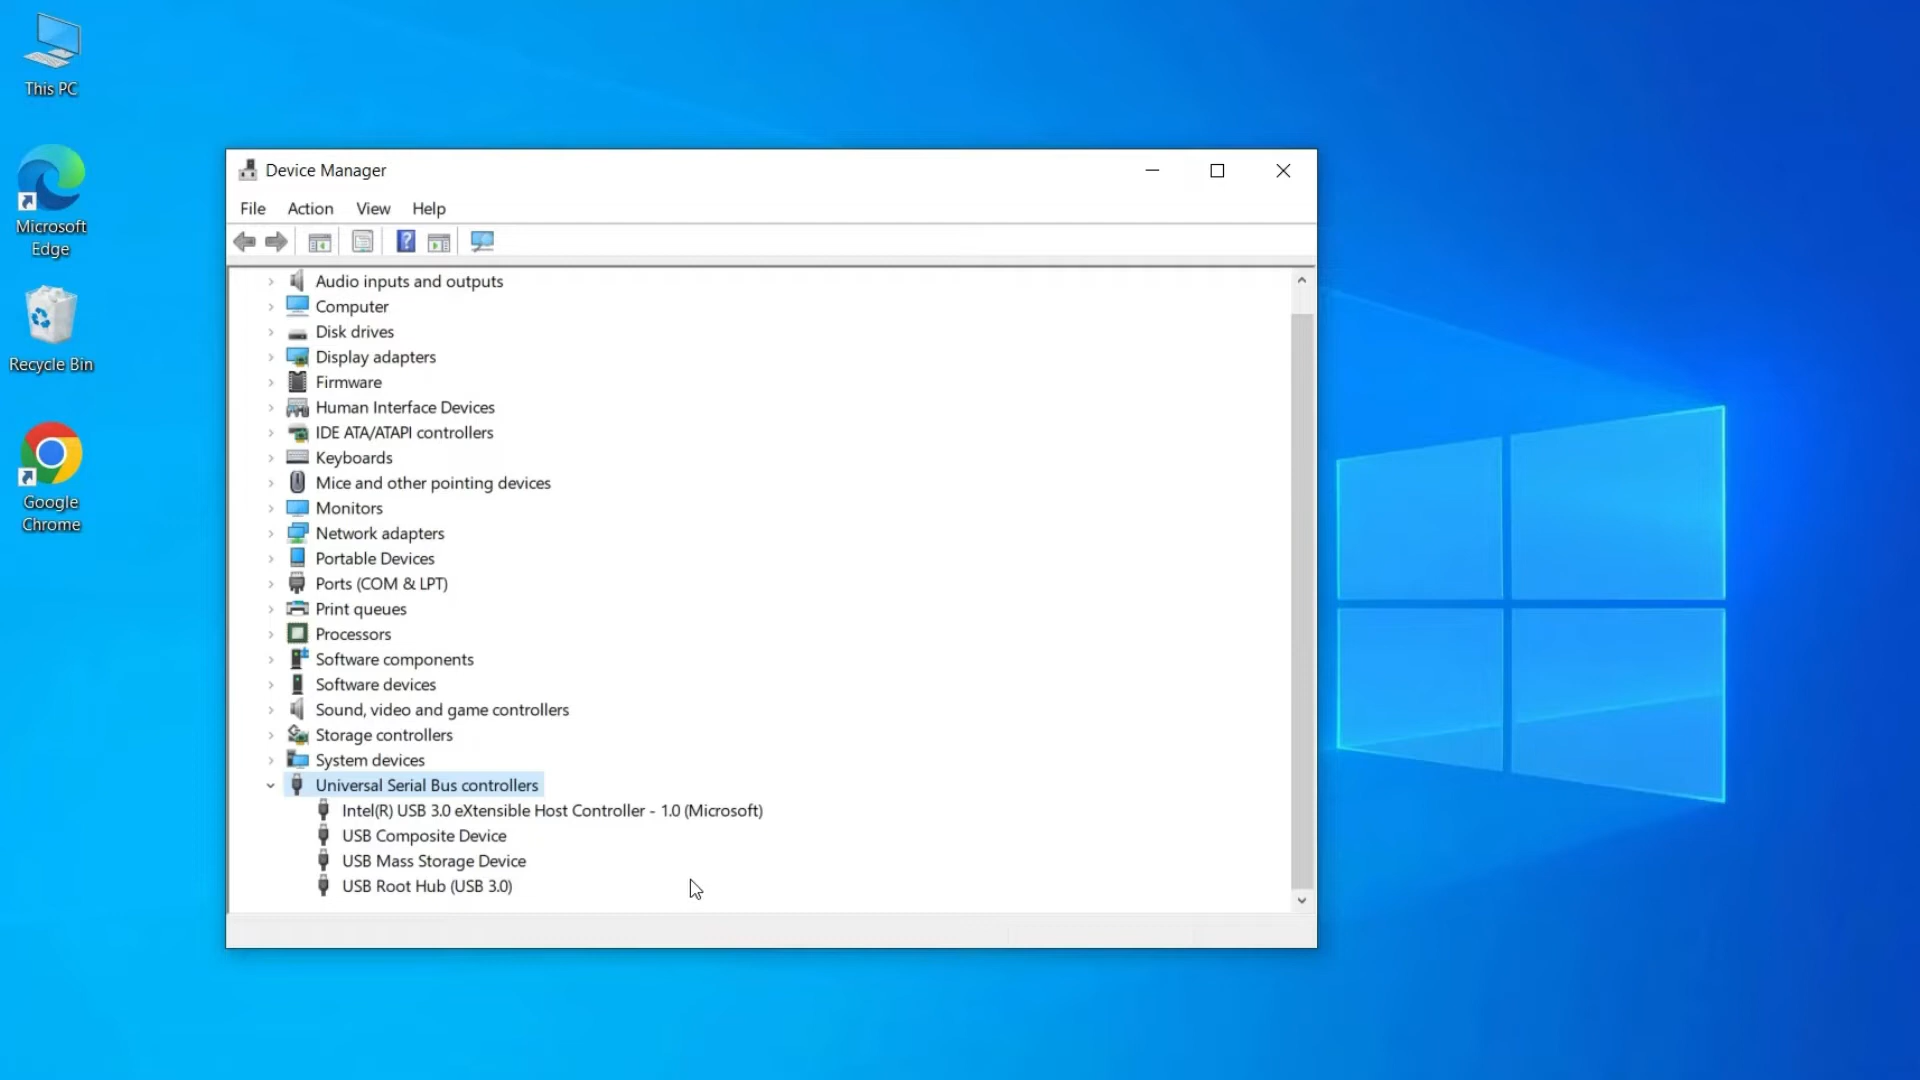 This PC
Microsoft
Edge
Recycle Bin
Google
Chrome
Device Manager
File Action View Help
Audio inputs and outputs
Computer
Disk drives
Display adapters
Firmware
Human Interface Devices
IDE ATA/ATAPI controllers
Keyboards
Mice and other pointing devices
Monitors
Network adapters
Portable Devices
Ports (COM & LPT)
Print queues
Processors
Software components
Software devices
Sound, video and game controllers
Storage controllers
System devices
Universal Serial Bus controllers
Intel(R) USB 3.0 eXtensible Host Controller - 1.0 (Microsoft)
USB Composite Device
USB Mass Storage Device
USB Root Hub (USB 3.0)